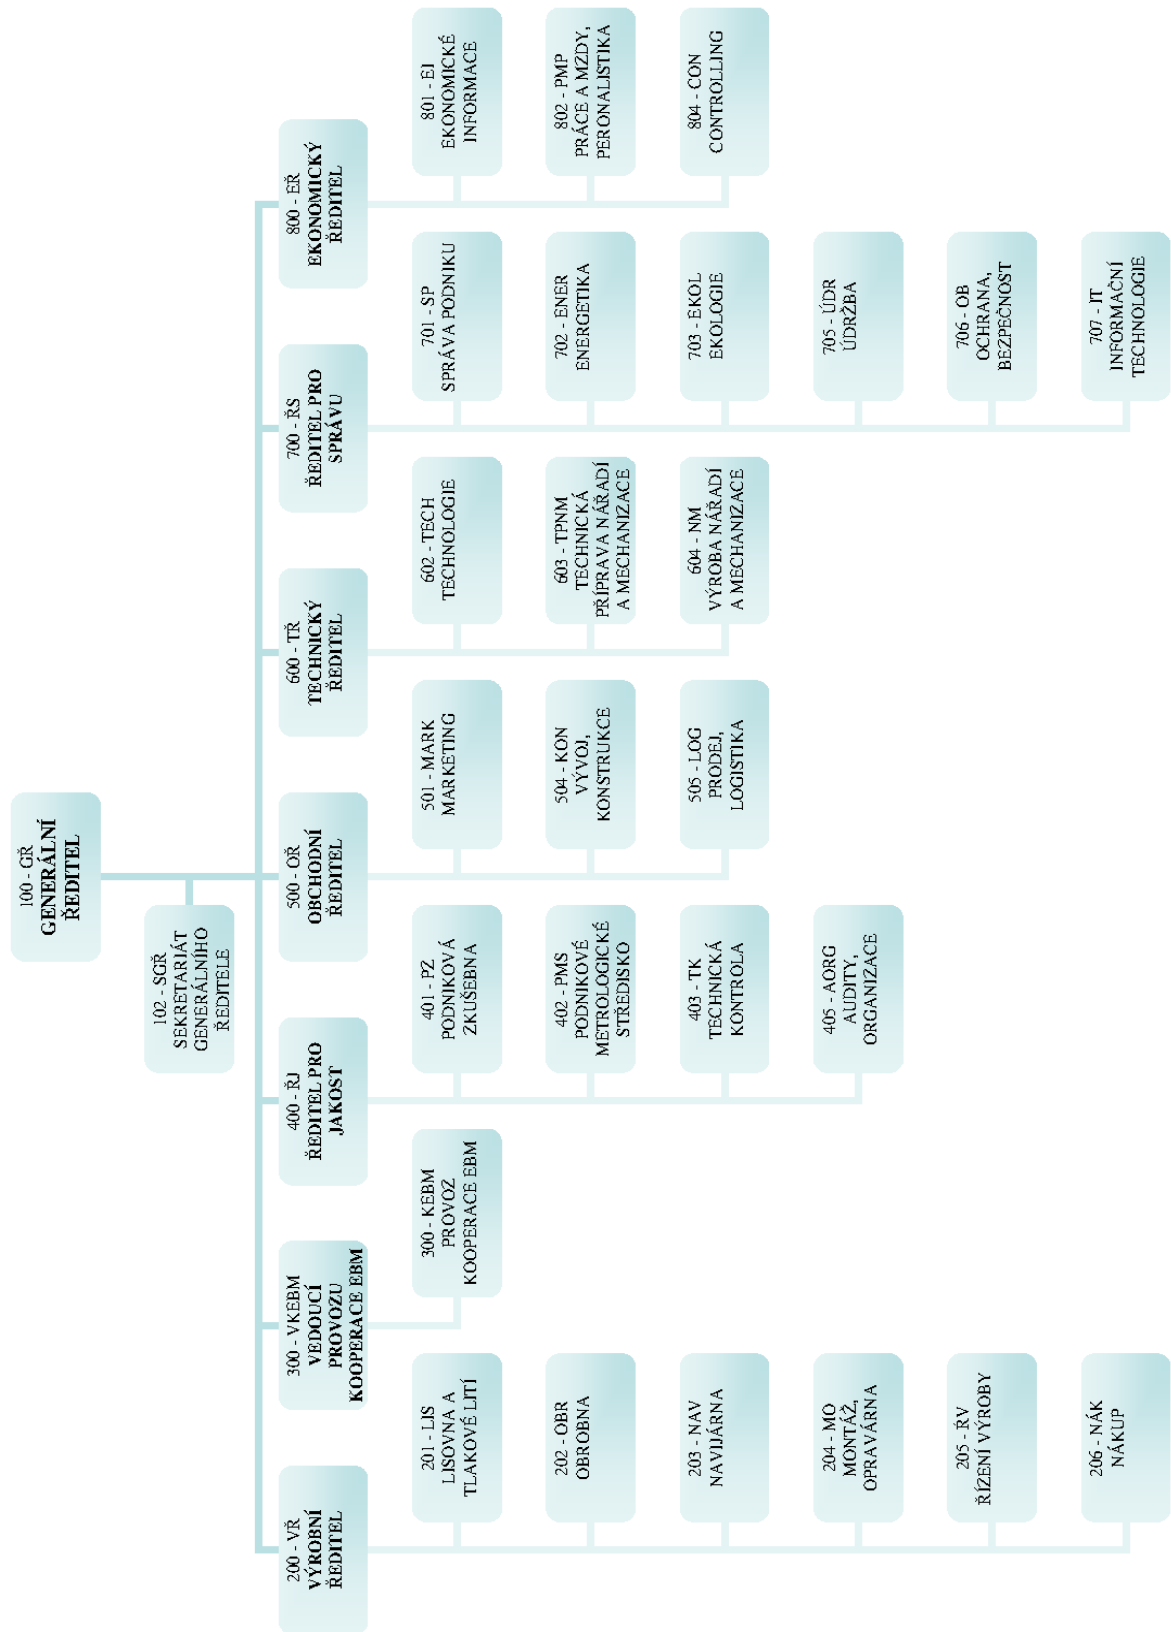 100 - GŘ
GENERÁLNÍ
ŘEDITEL
102 - SGŘ
SEKRETARIÁT
GENERÁLNÍHO
ŘEDITELE
200 - VŘ
VÝROBNÍ
ŘEDITEL
300 - VKEBM
VEDOUCÍ
PROVOZU
KOOPERACE EBM
400 - ŘJ
ŘEDITEL PRO
JAKOST
500 - OŘ
OBCHODNÍ
ŘEDITEL
600 - TŘ
TECHNICKÝ
ŘEDITEL
700 - ŘS
ŘEDITEL PRO
SPRÁVU
800 - EŘ
EKONOMICKÝ
ŘEDITEL
201 - LIS
LISOVNA A
TLAKOVÉ LITÍ
202 - OBR
OBROBNA
203 - NAV
NAVIJÁRNA
204 - MO
MONTÁŽ,
OPRAVÁRNA
205 - ŘV
ŘÍZENÍ VÝROBY
206 - NÁK
NÁKUP
300 - KEBM
PROVOZ
KOOPERACE EBM
401 - PZ
PODNIKOVÁ
ZKUŠEBNA
402 - PMS
PODNIKOVÉ
METROLOGICKÉ
STŘEDISKO
403 - TK
TECHNICKÁ
KONTROLA
405 - AORG
AUDITY,
ORGANIZACE
501 - MARK
MARKETING
504 - KON
VÝVOJ,
KONSTRUKCE
505 - LOG
PRODEJ,
LOGISTIKA
602 - TECH
TECHNOLOGIE
603 - TPNM
TECHNICKÁ
PŘÍPRAVA NÁŘADÍ
A MECHANIZACE
604 - NM
VÝROBA NÁŘADÍ
A MECHANIZACE
701 - SP
SPRÁVA PODNIKU
702 - ENER
ENERGETIKA
703 - EKOL
EKOLOGIE
705 - ÚDR
ÚDRŽBA
706 - OB
OCHRANA,
BEZPEČNOST
707 - IT
INFORMAČNÍ
TECHNOLOGIE
801 - EI
EKONOMICKÉ
INFORMACE
802 - PMP
PRÁCE A MZDY,
PERONALISTIKA
804 - CON
CONTROLLING